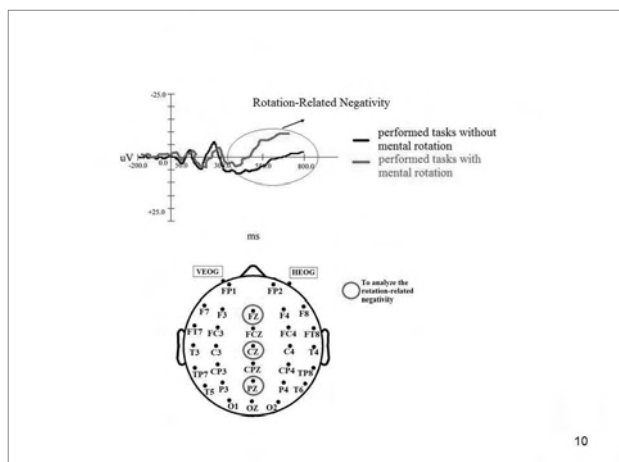 -25.0
Rotation-Related Negativity
performed tasks without
mental rotation
performed tasks with
mental rotation
uV
-200.0
0.0
800.0
+25.0
ms
VEOG
HEOG
To analyze the
rotation-related
negativity
FP1 FP2
F7 F3 FZ F4 F8
FT7 FC3 FCZ FC4 FT8
T3 C3 CZ C4 T4
TP7 CP3 CPZ CP4 TP8
T5 P3 PZ P4 T6
O1 OZ O2
10